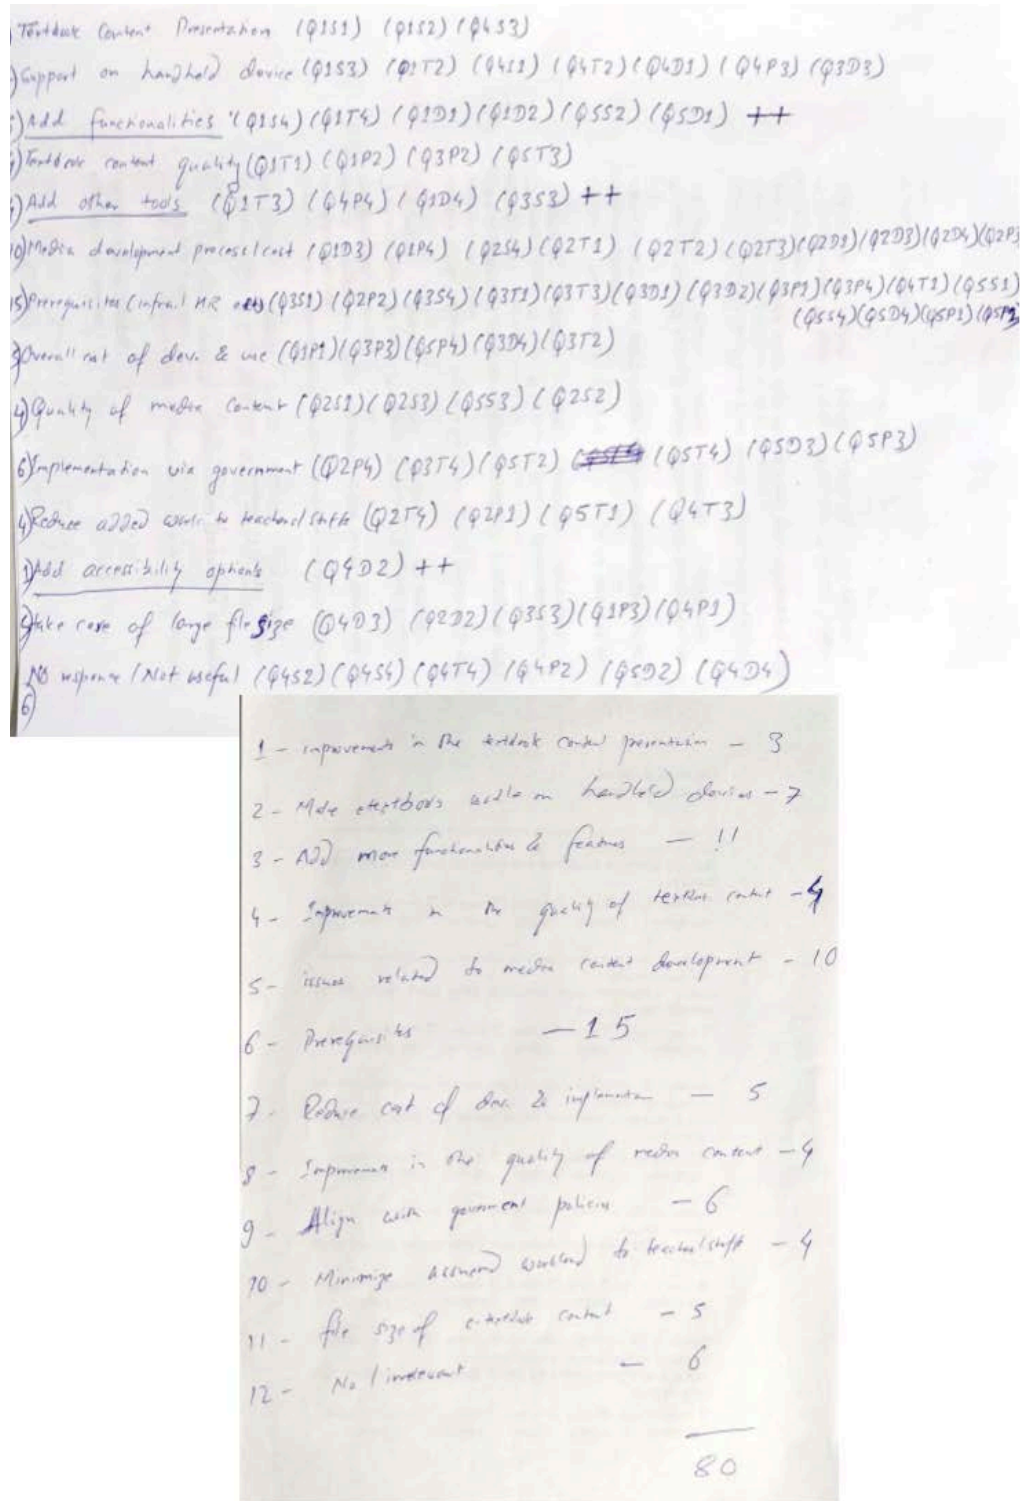 ) Textbook Content Presentation (Q1S1) (Q1S2) (Q4S3)
) Support on handheld device (Q1S3) (Q1T2) (Q4S1) (Q4T2) (Q4D1) (Q4P3) (Q3D3)
) Add functionalities (Q1S4) (Q1T4) (Q1D1) (Q1D2) (Q5S2) (Q5D1) ++
) Textbook content quality (Q1T1) (Q1P2) (Q3P2) (Q5T3)
) Add other tools (Q1T3) (Q4P4) (Q1D4) (Q3S3) ++
10) Media development process/cost (Q1D3) (Q1P4) (Q2S4) (Q2T1) (Q2T2) (Q2T3) (Q2D1) (Q2D3) (Q2D4) (Q2P3
15) Prerequisites (infra./ HR (Q3S1) (Q2P2) (Q3S4) (Q3T1) (Q3T3) (Q3D1) (Q3D2) (Q3P1) (Q3P4) (Q4T1) (Q5S1)
(Q5S4) (Q5D4) (Q5P1) (Q5P2
) Overall cost of dev. & use (Q1P1) (Q3P3) (Q5P4) (Q3D4) (Q3T2)
4) Quality of media Content (Q2S1) (Q2S3) (Q5S3) (Q2S2)
6) Implementation via government (Q2P4) (Q3T4) (Q5T2) (Q5T4) (Q5D3) (Q5P3)
4) Reduce added work to teachers/staff (Q2T4) (Q2P1) (Q5T1) (Q4T3)
1) Add accessibility options (Q4D2) ++
5) take care of large file size (Q4D3) (Q2D2) (Q3S3) (Q1P3) (Q4P1)
No response / Not useful (Q4S2) (Q4S4) (Q4T4) (Q4P2) (Q5D2) (Q4D4)
6)
1 - improvements in the textbook content presentation - 3
2 - Make etextbooks usable on handheld devices - 7
3 - Add more functionalities & features - 11
4 - Improvements in the quality of textbook content - 4
5 - issues related to media content development - 10
6 - Prerequisites - 15
7 - Reduce cost of dev. & implementation - 5
8 - Improvements in the quality of media content - 4
9 - Align with government policies - 6
10 - Minimize assumed workload to teachers/staff - 4
11 - file size of e-textbook content - 5
12 - No / irrelevant - 6
80